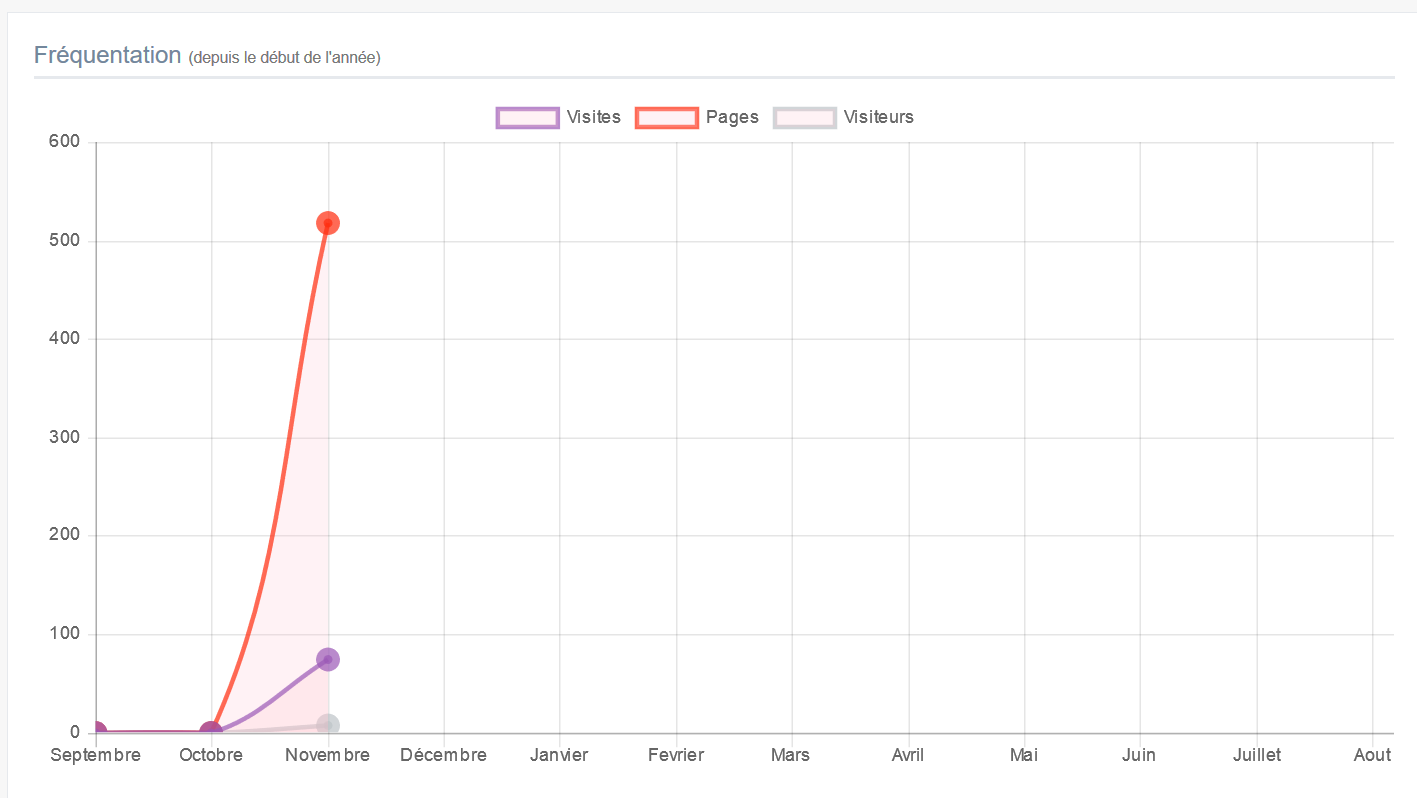 Fréquentation (depuis le début de l'année)
Visites Pages Visiteurs
600
500
400
300
200
100
0
Septembre Octobre Novembre Décembre Janvier Fevrier Mars Avril Mai Juin Juillet Aout